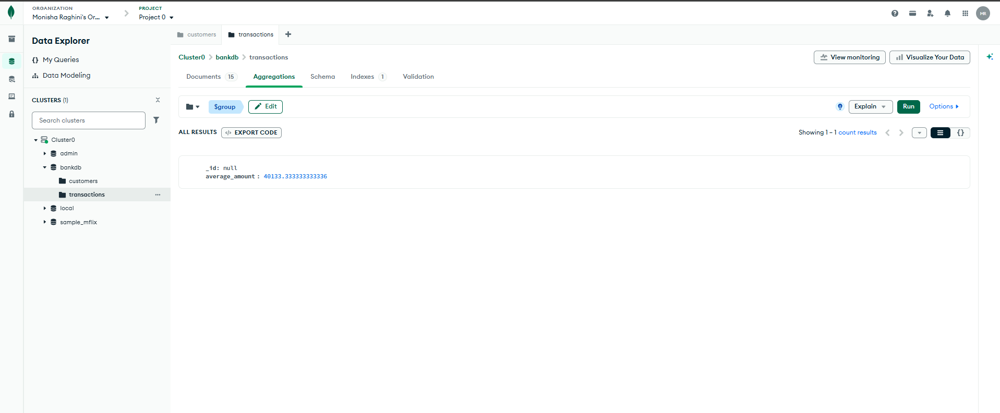 ORGANIZATION
Monisha Raghini's Or...
PROJECT
Project 0
MR
Data Explorer
My Queries
Data Modeling
CLUSTERS (1)
Search clusters
Cluster0
admin
bankdb
customers
transactions
local
sample_mflix
customers
transactions
Cluster0 > bankdb > transactions
View monitoring
Visualize Your Data
Documents 15
Aggregations
Schema
Indexes 1
Validation
$group
Edit
Explain
Run
Options
ALL RESULTS
EXPORT CODE
Showing 1 – 1 count results
_id: null
average_amount : 40133.333333333336